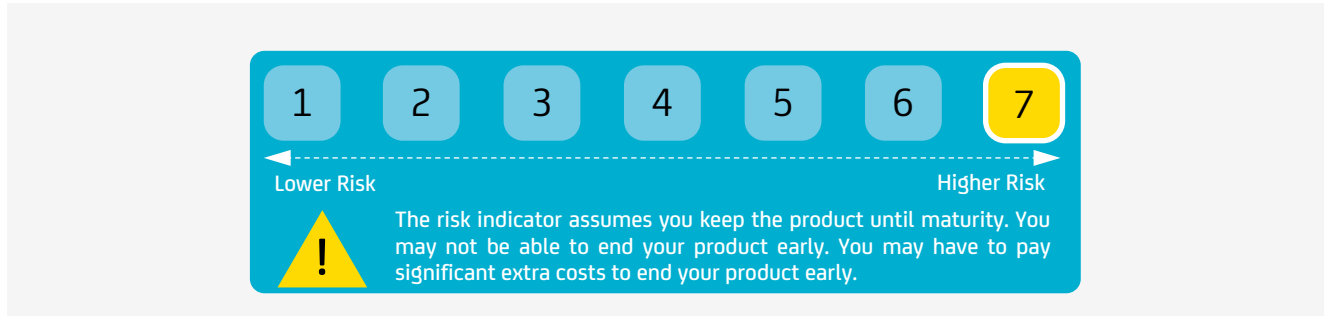 1 2 3 4 5 6 7
Lower Risk Higher Risk
The risk indicator assumes you keep the product until maturity. You
may not be able to end your product early. You may have to pay
! significant extra costs to end your product early.